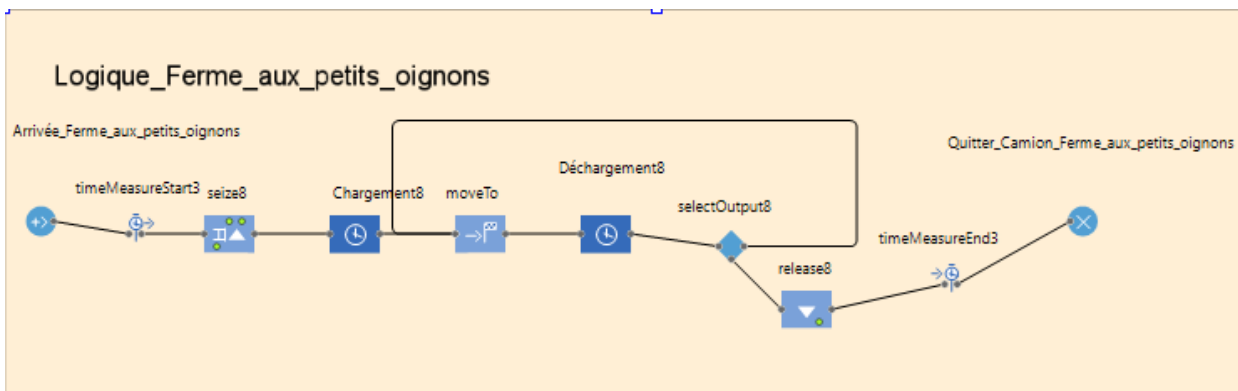 Logique_Ferme_aux_petits_oignons
Arrivée_Ferme_aux_petits_oignons
Quitter_Camion_Ferme_aux_petits_oignons
Déchargement8
timeMeasureStart3
seize8
Chargement8
moveTo
selectOutput8
timeMeasureEnd3
release8